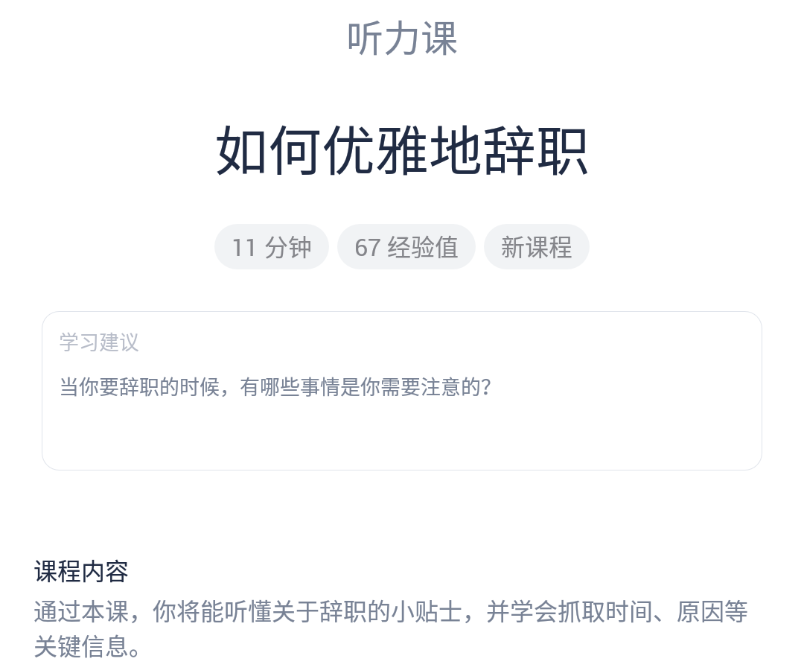 听力课
如何优雅地辞职
11 分钟 67 经验值 新课程
学习建议
当你要辞职的时候，有哪些事情是你需要注意的？
课程内容
通过本课，你将能听懂关于辞职的小贴士，并学会抓取时间、原因等
关键信息。